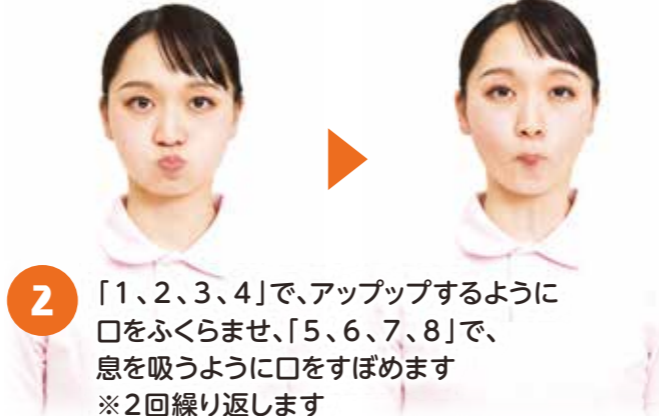 2
「1、2、3、4」で、アップップするように
口をふくらませ、「5、6、7、8」で、
息を吸うように口をすぼめます
※2回繰り返します